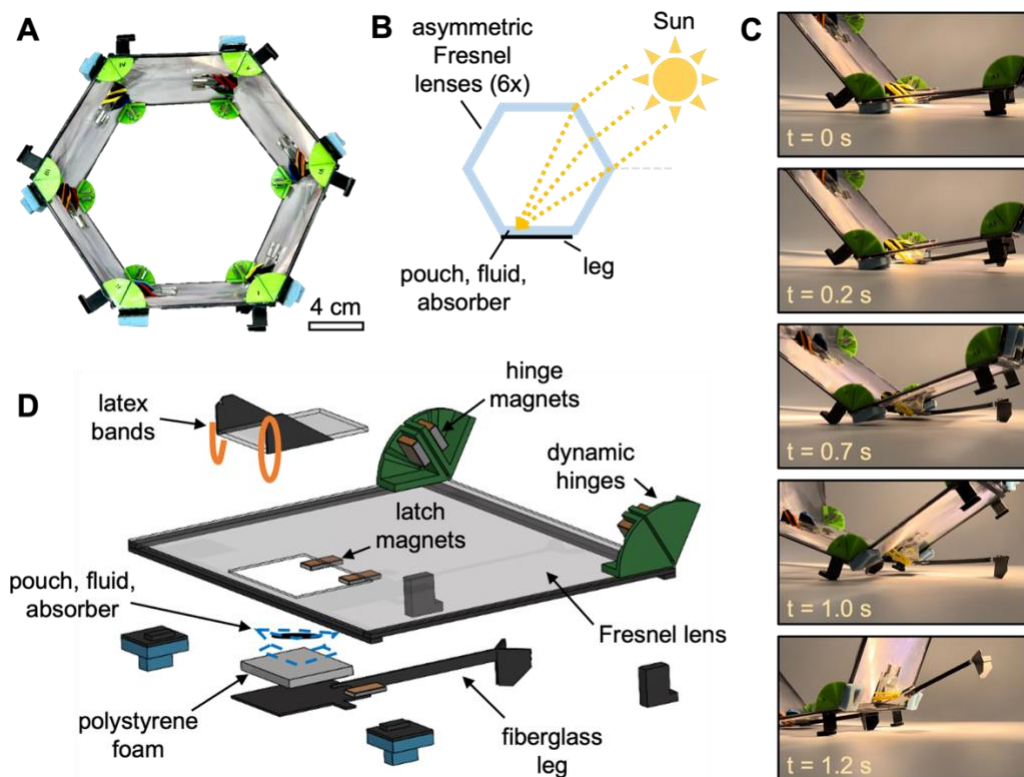 A
4 cm
B
asymmetric
Fresnel
lenses (6x)
Sun
pouch, fluid,
absorber
leg
C
t = 0 s
t = 0.2 s
t = 0.7 s
t = 1.0 s
t = 1.2 s
D
latex
bands
hinge
magnets
dynamic
hinges
latch
magnets
pouch, fluid,
absorber
Fresnel lens
polystyrene
foam
fiberglass
leg